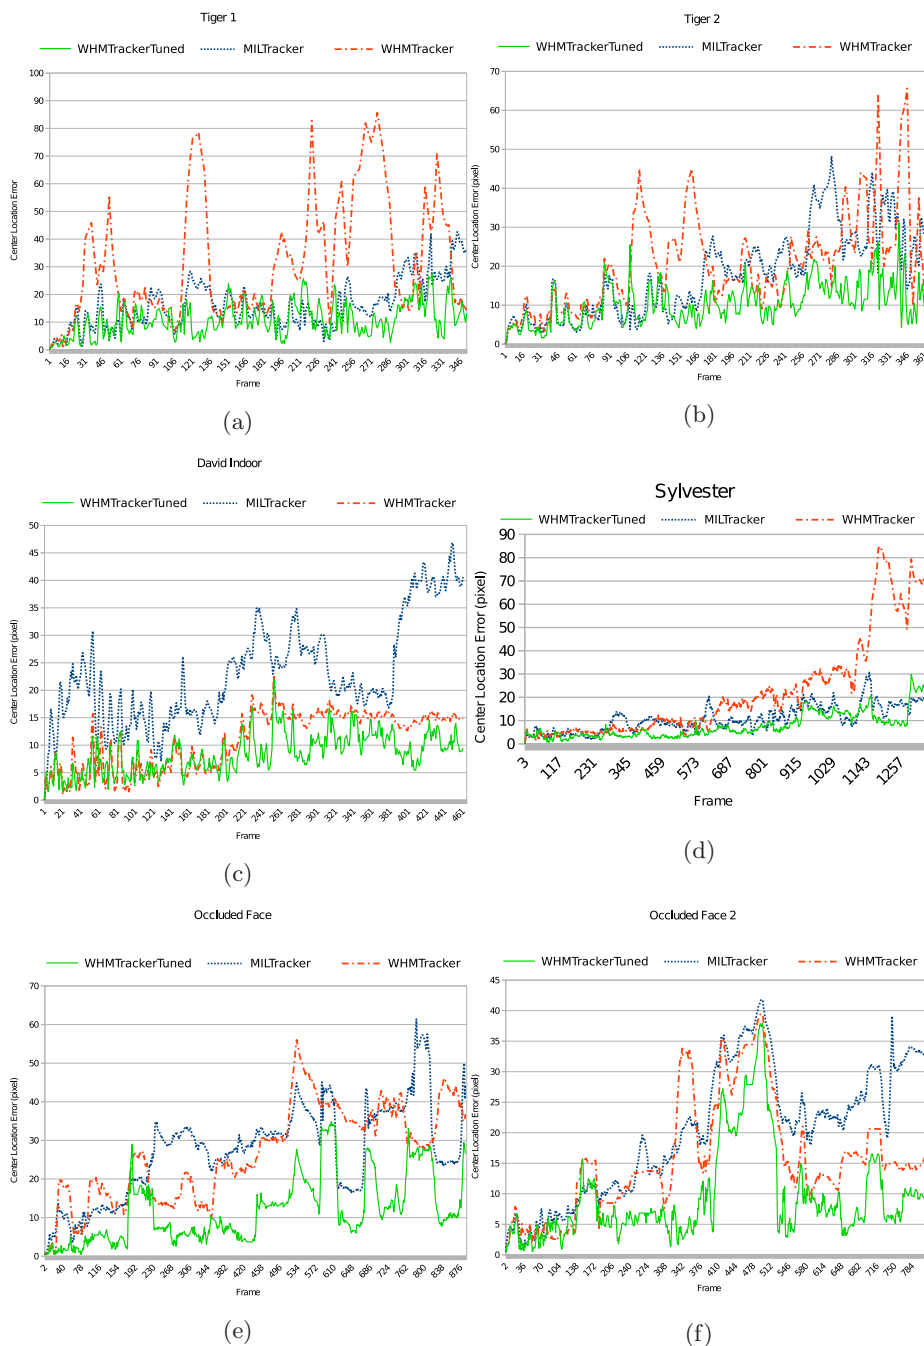 Tiger 1
WHMTrackerTuned MILTracker WHMTracker
Center Location Error
100
90
80
70
60
50
40
30
20
10
0
1 16 31 46 61 76 91 106 121 136 151 166 181 196 211 226 241 256 271 286 301 316 331 346
Frame
(a)
Tiger 2
WHMTrackerTuned MILTracker WHMTracker
Center Location Error (pixel)
70
60
50
40
30
20
10
0
1 16 31 46 61 76 91 106 121 136 151 166 181 196 211 226 241 256 271 286 301 316 331 346 361
Frame
(b)
David Indoor
WHMTrackerTuned MILTracker WHMTracker
Center Location Error (pixel)
50
45
40
35
30
25
20
15
10
5
0
1 21 41 61 81 101 121 141 161 181 201 221 241 261 281 301 321 341 361 381 401 421 441 461
Frame
(c)
Sylvester
WHMTrackerTuned MILTracker WHMTracker
Center Location Error (pixel)
90
80
70
60
50
40
30
20
10
0
3 117 231 345 459 573 687 801 915 1029 1143 1257
Frame
(d)
Occluded Face
WHMTrackerTuned MILTracker WHMTracker
Center Location Error (pixel)
70
60
50
40
30
20
10
0
2 40 78 116 154 192 230 268 306 344 382 420 458 496 534 572 610 648 686 724 762 800 838 876
Frame
(e)
Occluded Face 2
WHMTrackerTuned MILTracker WHMTracker
Center Location Error (pixel)
45
40
35
30
25
20
15
10
5
0
2 36 70 104 138 172 206 240 274 308 342 376 410 444 478 512 546 580 614 648 682 716 750 784
Frame
(f)